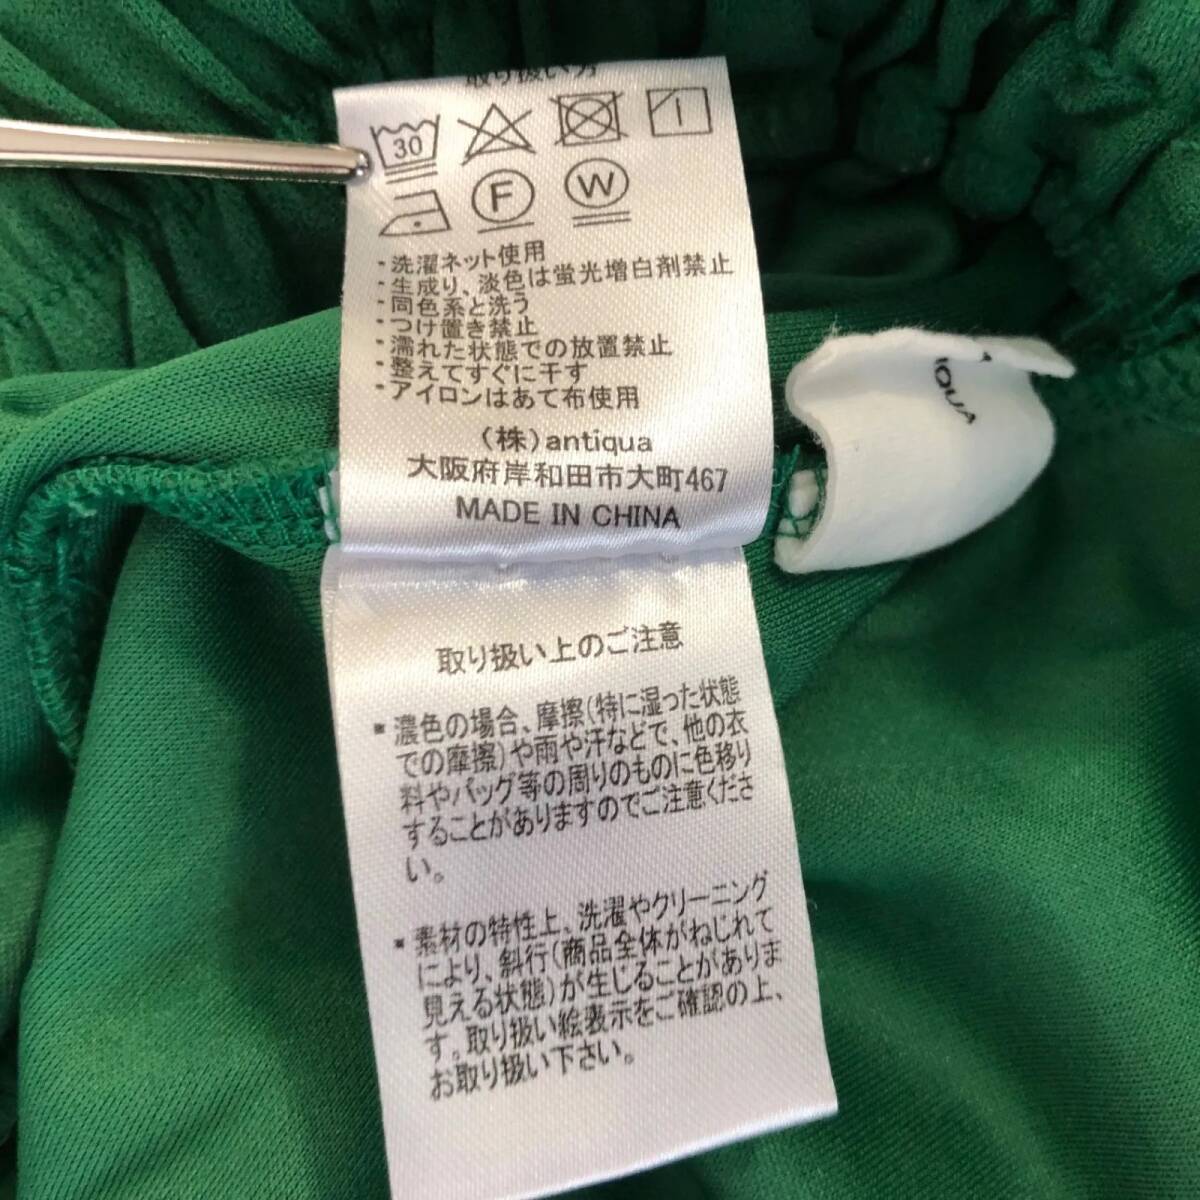 取り扱い方
30
F W
・洗濯ネット使用
・生成り、淡色は蛍光増白剤禁止
・同色系と洗う
・つけ置き禁止
・濡れた状態での放置禁止
・整えてすぐに干す
・アイロンはあて布使用
(株)antiqua
大阪府岸和田市大町467
MADE IN CHINA
取り扱い上のご注意
▪濃色の場合、摩擦(特に湿った状態
での摩擦)や雨や汗などで、他の衣
料やバッグ等の周りのものに色移り
することがありますのでご注意くださ
い。
▪素材の特性上、洗濯やクリーニング
により、斜行(商品全体がねじれて
見える状態)が生じることがありま
す。取り扱い絵表示をご確認の上、
お取り扱い下さい。